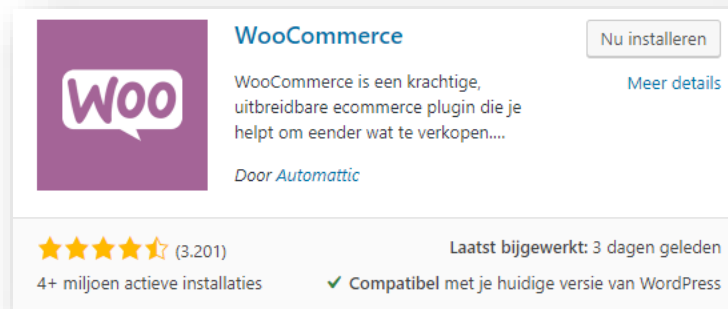 Woo
WooCommerce
Nu installeren
WooCommerce is een krachtige,
uitbreidbare ecommerce plugin die je
helpt om eender wat te verkopen....
Meer details
Door Automattic
(3.201)
Laatst bijgewerkt: 3 dagen geleden
4+ miljoen actieve installaties
✔ Compatibel met je huidige versie van WordPress